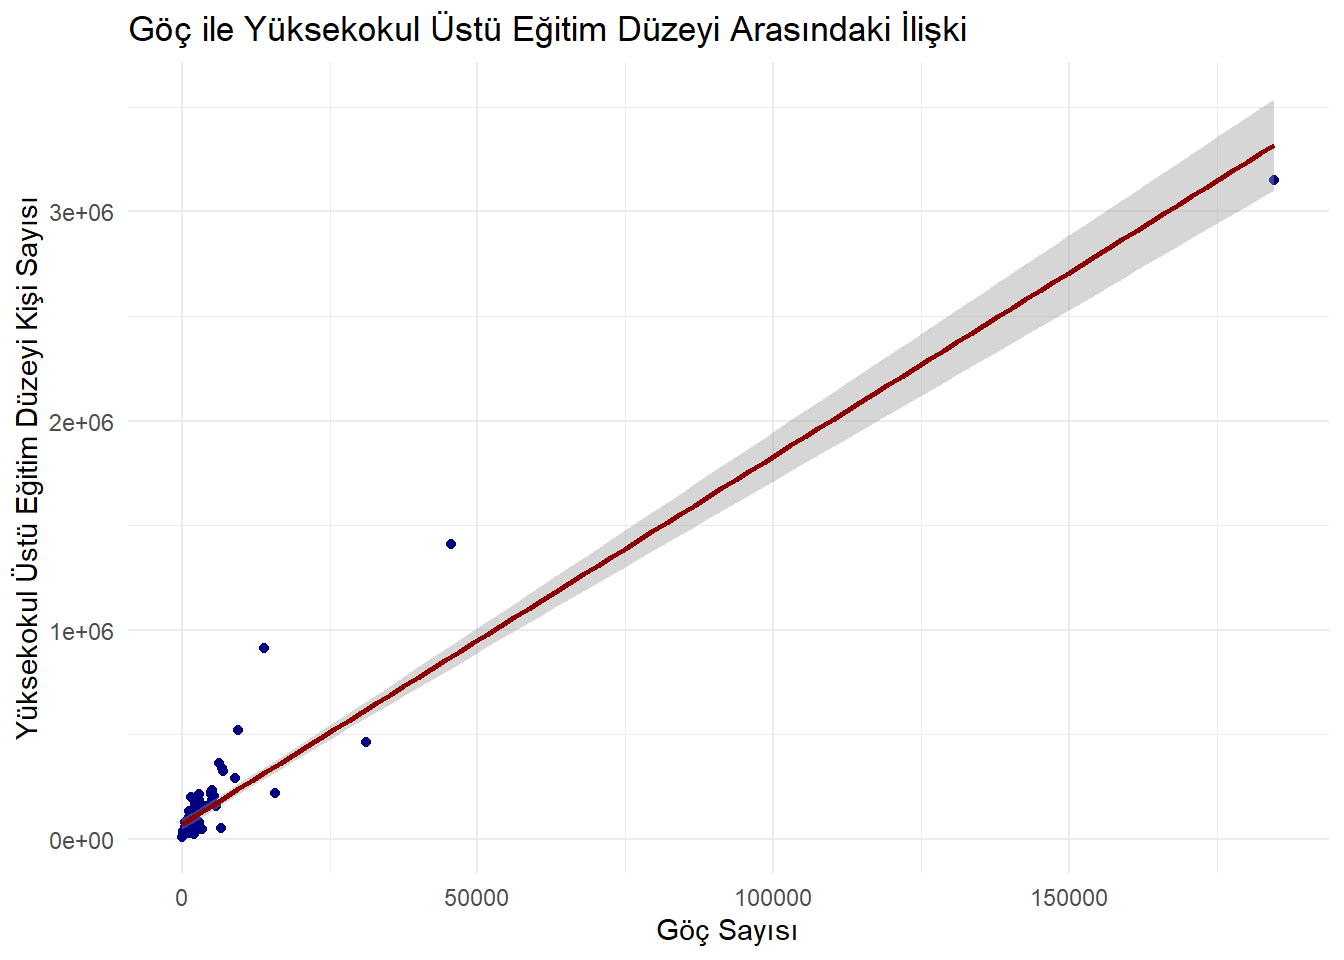 Göç ile Yüksekokul Üstü Eğitim Düzeyi Arasındaki İlişki
Yüksekokul Üstü Eğitim Düzeyi Kişi Sayısı
3e+06
2e+06
1e+06
0e+00
0
50000
100000
150000
Göç Sayısı